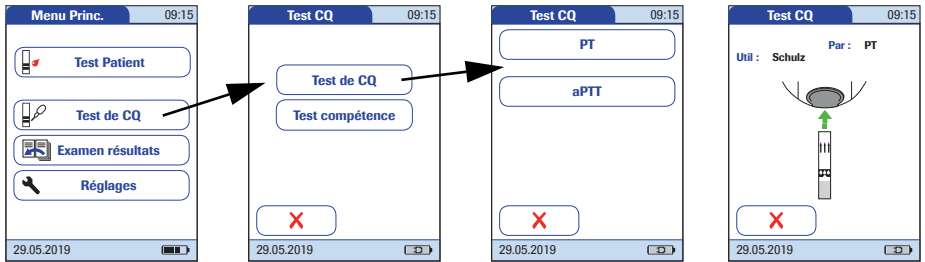 Menu Princ. 09:15
Test Patient
Test de CQ
Examen résultats
Réglages
29.05.2019
Test CQ 09:15
Test de CQ
Test compétence
29.05.2019
Test CQ 09:15
PT
aPTT
29.05.2019
Test CQ 09:15
Par : PT
Util : Schulz
29.05.2019